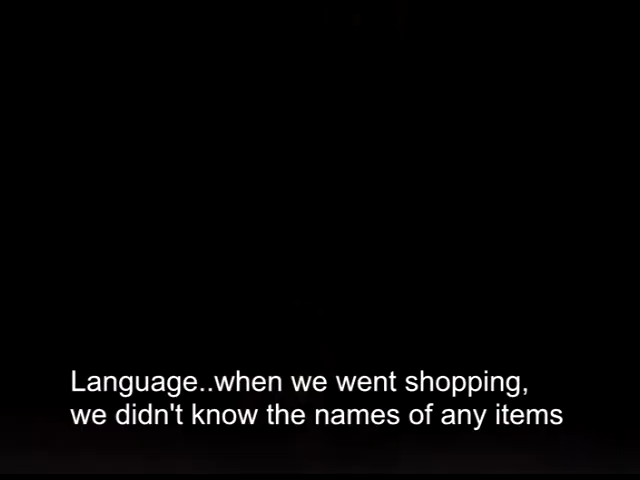 Language..when we went shopping,
we didn't know the names of any items